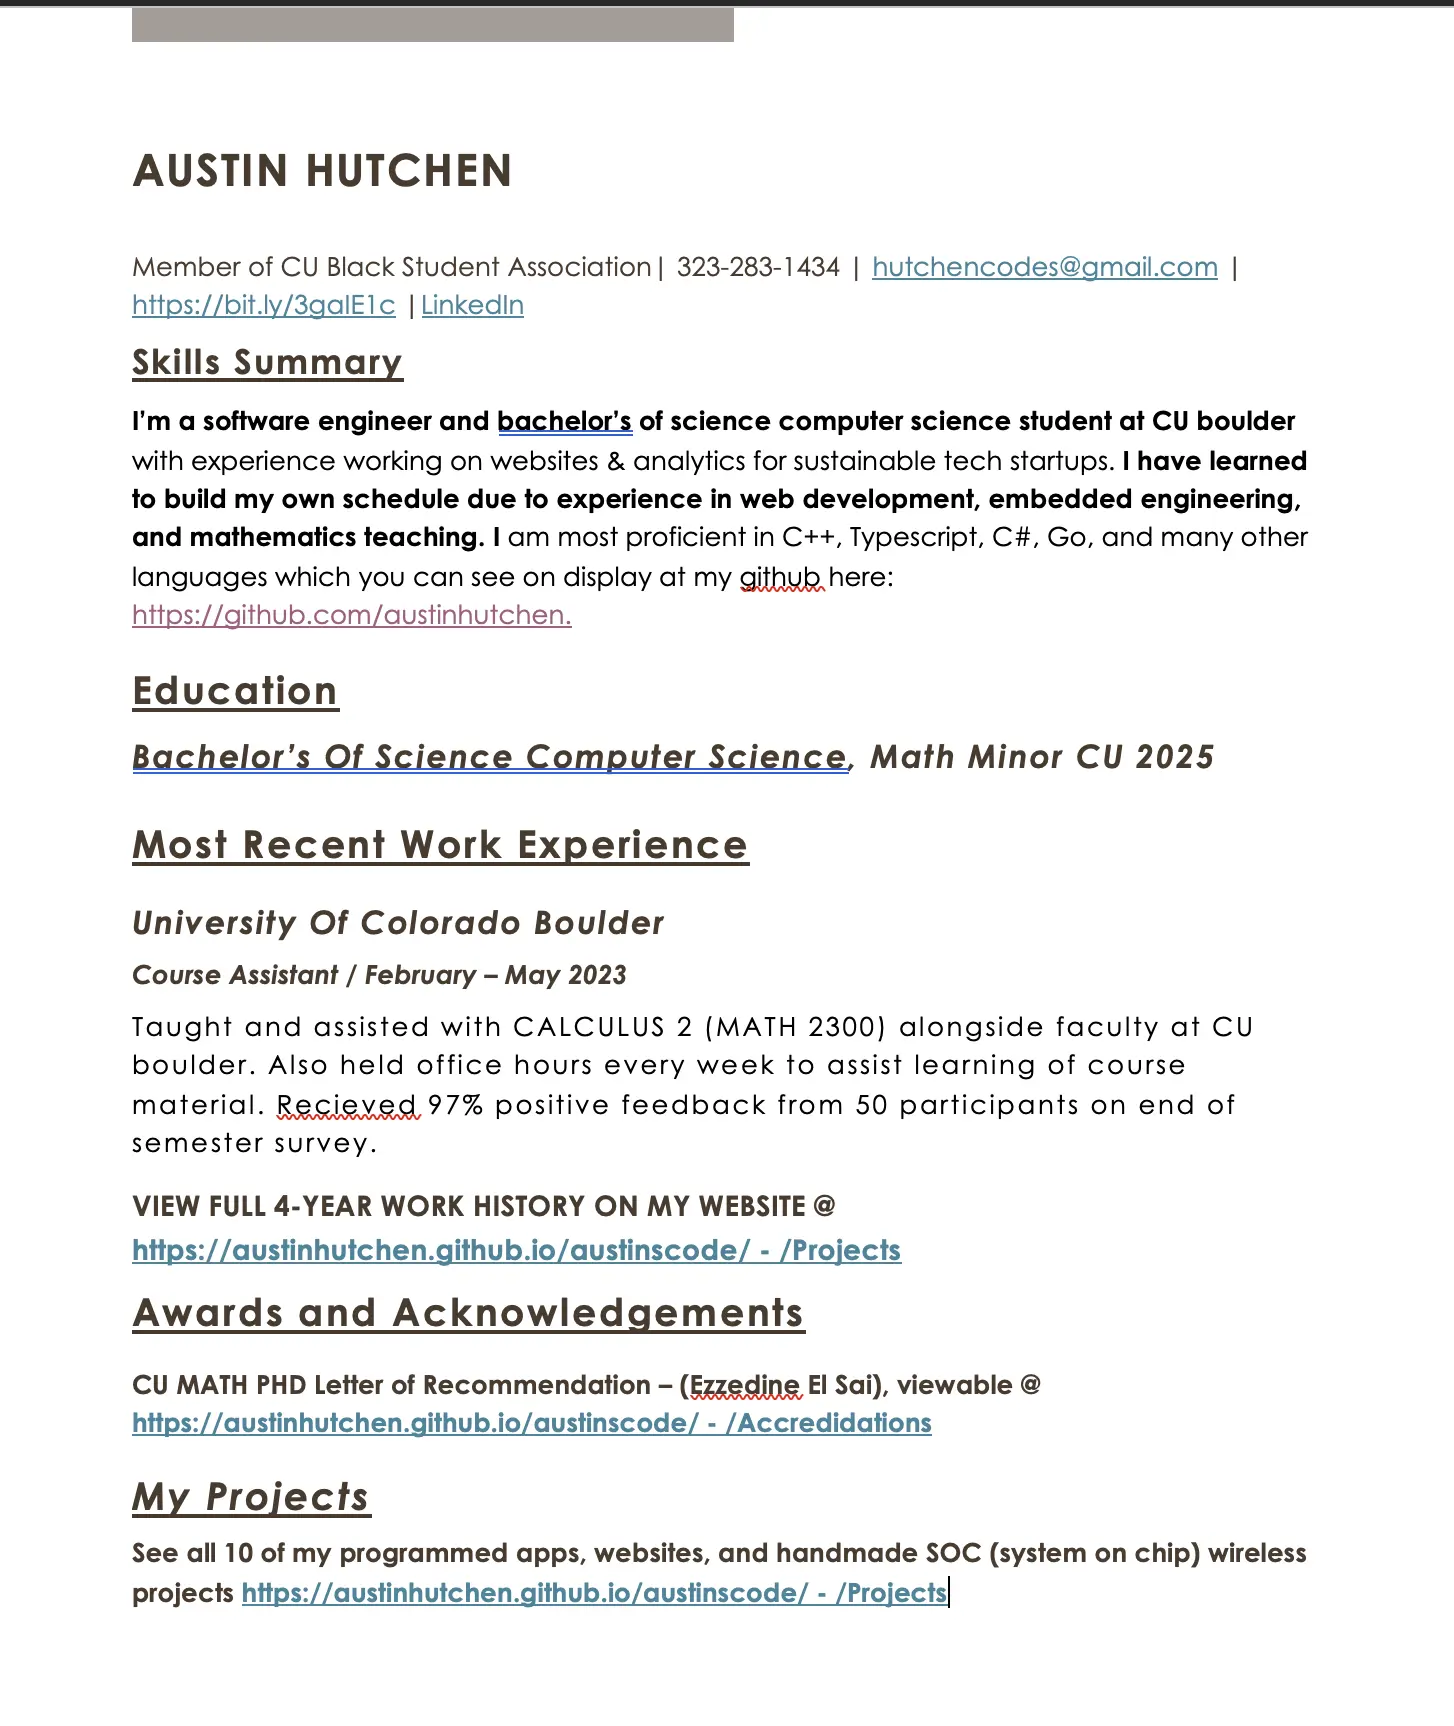 AUSTIN HUTCHEN
Member of CU Black Student Association| 323-283-1434 | hutchencodes@gmail.com |
https://bit.ly/3galE1c | LinkedIn
Skills Summary
I'm a software engineer and bachelor's of science computer science student at CU boulder
with experience working on websites & analytics for sustainable tech startups. I have learned
to build my own schedule due to experience in web development, embedded engineering,
and mathematics teaching. I am most proficient in C++, Typescript, C#, Go, and many other
languages which you can see on display at my github here:
https://github.com/austinhutchen.
Education
Bachelor's Of Science Computer Science, Math Minor CU 2025
Most Recent Work Experience
University Of Colorado Boulder
Course Assistant / February – May 2023
Taught and assisted with CALCULUS 2 (MATH 2300) alongside faculty at CU
boulder. Also held office hours every week to assist learning of course
material. Recieved 97% positive feedback from 50 participants on end of
semester survey.
VIEW FULL 4-YEAR WORK HISTORY ON MY WEBSITE @
https://austinhutchen.github.io/austinscode/ - /Projects
Awards and Acknowledgements
CU MATH PHD Letter of Recommendation – (Ezzedine El Sai), viewable @
https://austinhutchen.github.io/austinscode/ - /Accredidations
My Projects
See all 10 of my programmed apps, websites, and handmade SOC (system on chip) wireless
projects https://austinhutchen.github.io/austinscode/ - /Projects